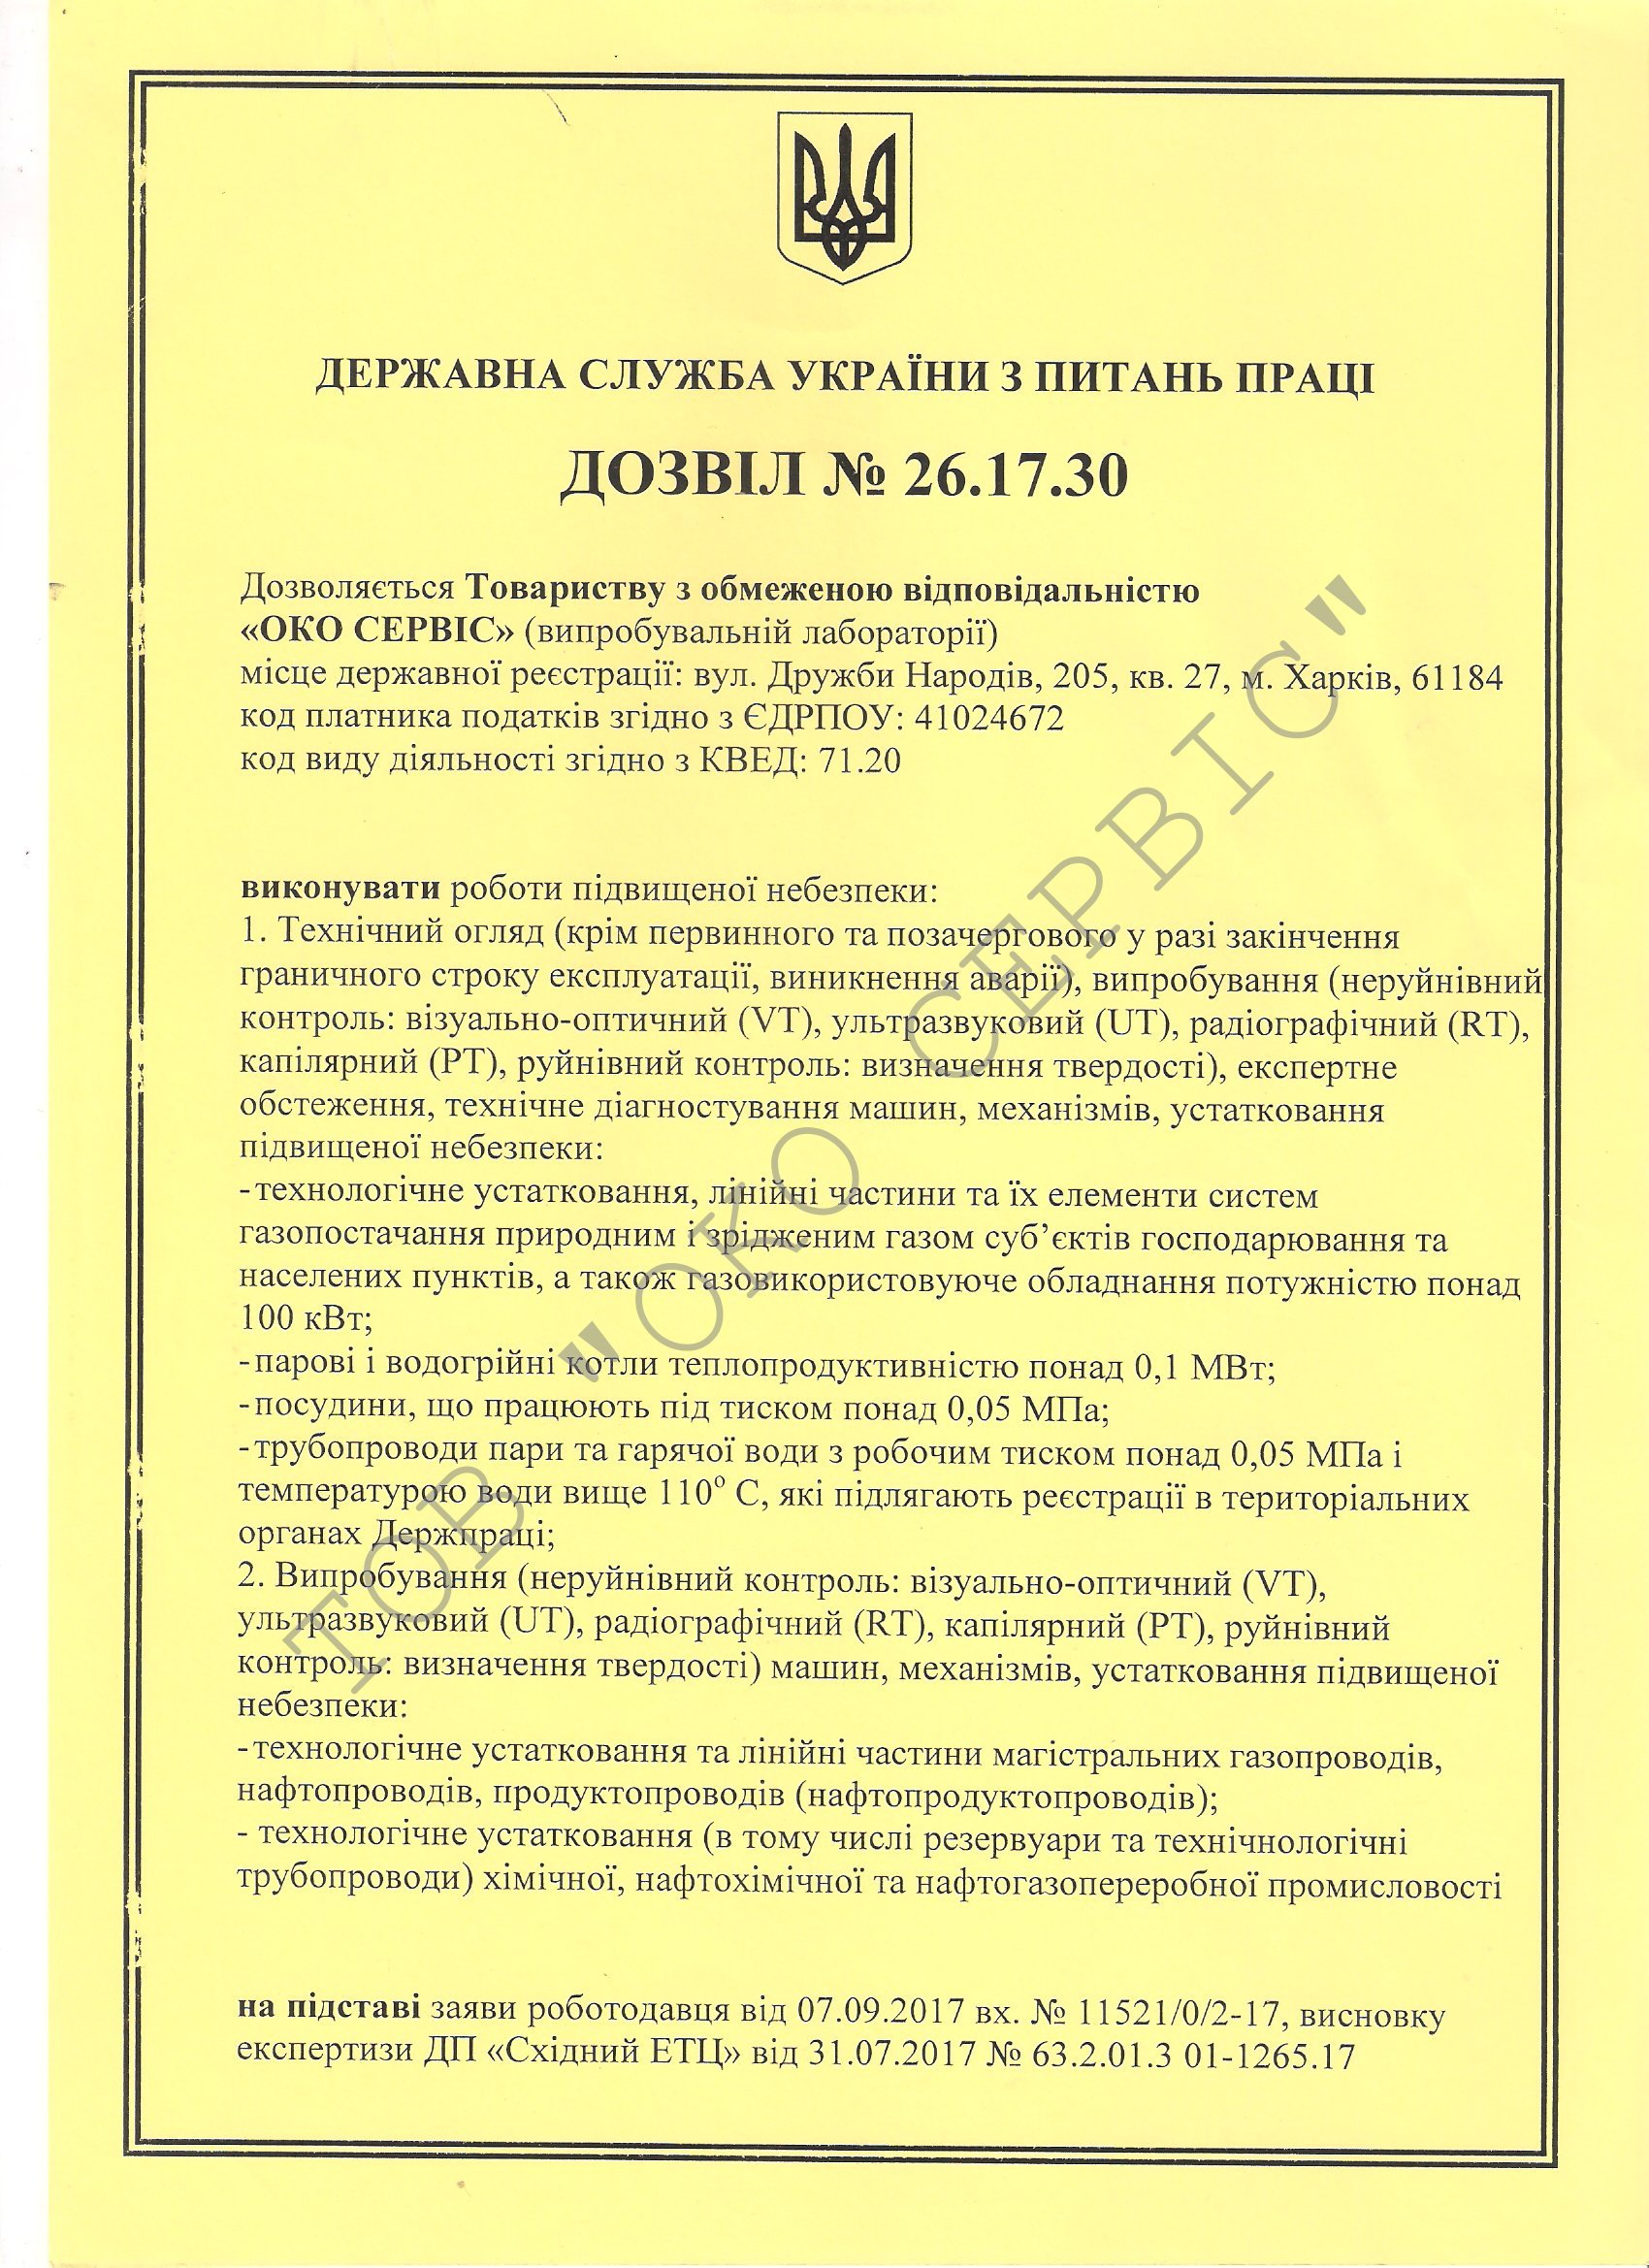 ДЕРЖАВНА СЛУЖБА УКРАЇНИ З ПИТАНЬ ПРАЦІ
ДОЗВІЛ № 26.17.30
Дозволяється Товариству з обмеженою відповідальністю
«ОКО СЕРВІС» (випробувальній лабораторії)
місце державної реєстрації: вул. Дружби Народів, 205, кв. 27, м. Харків, 61184
код платника податків згідно з ЄДРПОУ: 41024672
код виду діяльності згідно з КВЕД: 71.20
виконувати роботи підвищеної небезпеки:
1. Технічний огляд (крім первинного та позачергового у разі закінчення
граничного строку експлуатації, виникнення аварії), випробування (неруйнівний
контроль: візуально-оптичний (VT), ультразвуковий (UT), радіографічний (RT),
капілярний (PT), руйнівний контроль: визначення твердості), експертне
обстеження, технічне діагностування машин, механізмів, устатковання
підвищеної небезпеки:
-технологічне устатковання, лінійні частини та їх елементи систем
газопостачання природним і зрідженим газом суб’єктів господарювання та
населених пунктів, а також газовикористовуюче обладнання потужністю понад
100 кВт;
-парові і водогрійні котли теплопродуктивністю понад 0,1 МВт;
-посудини, що працюють під тиском понад 0,05 МПа;
-трубопроводи пари та гарячої води з робочим тиском понад 0,05 МПа і
температурою води вище 110º С, які підлягають реєстрації в територіальних
органах Держпраці;
2. Випробування (неруйнівний контроль: візуально-оптичний (VT),
ультразвуковий (UT), радіографічний (RT), капілярний (PT), руйнівний
контроль: визначення твердості) машин, механізмів, устатковання підвищеної
небезпеки:
-технологічне устатковання та лінійні частини магістральних газопроводів,
нафтопроводів, продуктопроводів (нафтопродуктопроводів);
- технологічне устатковання (в тому числі резервуари та технічнологічні
трубопроводи) хімічної, нафтохімічної та нафтогазопереробної промисловості
на підставі заяви роботодавця від 07.09.2017 вх. № 11521/0/2-17, висновку
експертизи ДП «Східний ЕТЦ» від 31.07.2017 № 63.2.01.3 01-1265.17
ТОВ "ОКО СЕРВІС"